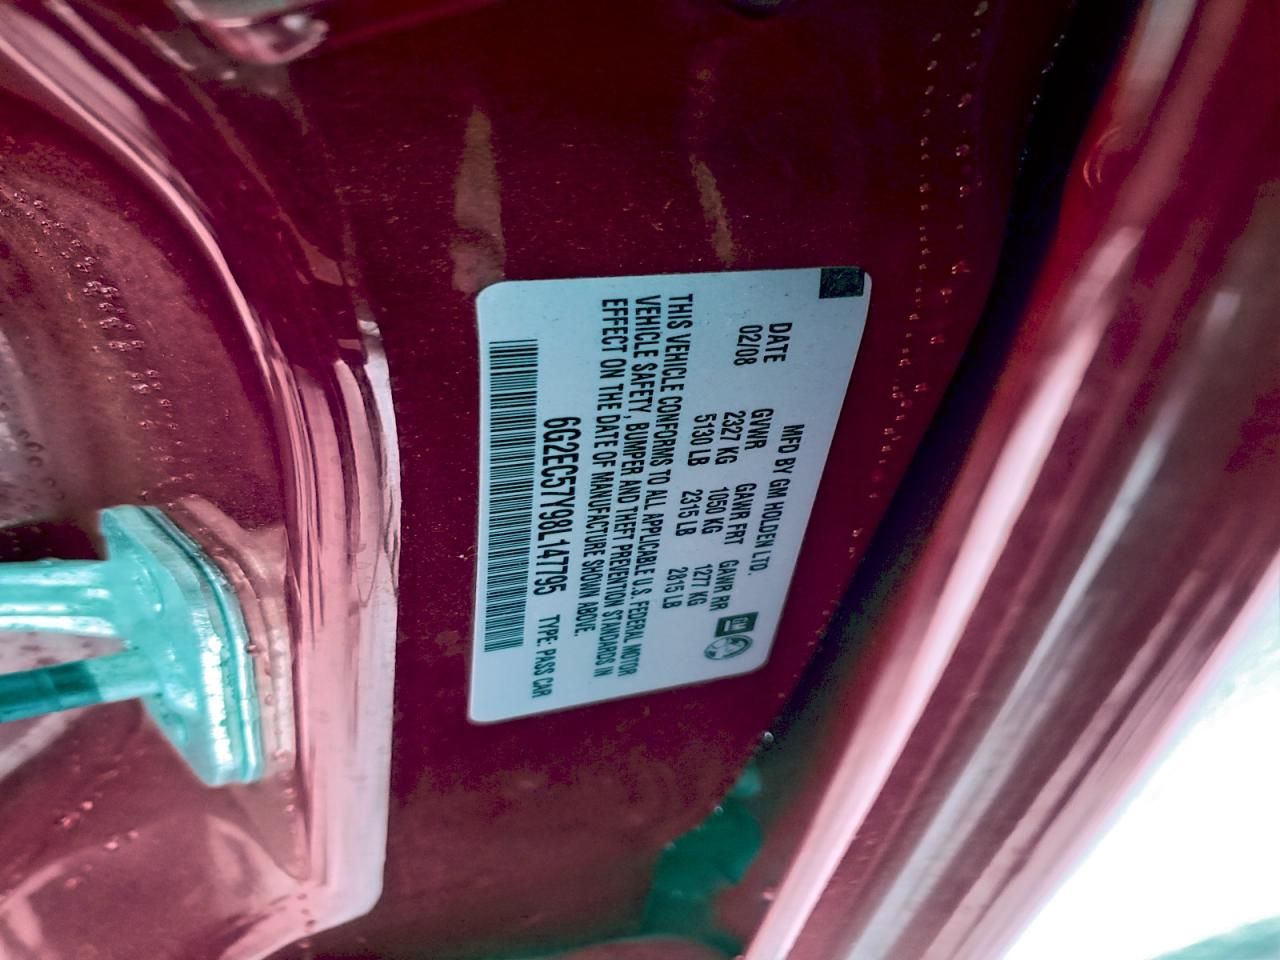 MFD BY GM HOLDEN LTD.
DATE GVWR GAWR FRT GAWR RR
02/08 2327 KG 1050 KG 1277 KG
5130 LB 2315 LB 2815 LB
THIS VEHICLE CONFORMS TO ALL APPLICABLE U.S. FEDERAL MOTOR
VEHICLE SAFETY, BUMPER AND THEFT PREVENTION STANDARDS IN
EFFECT ON THE DATE OF MANUFACTURE SHOWN ABOVE.
6G2EC57Y98L147795 TYPE: PASS CAR
GM